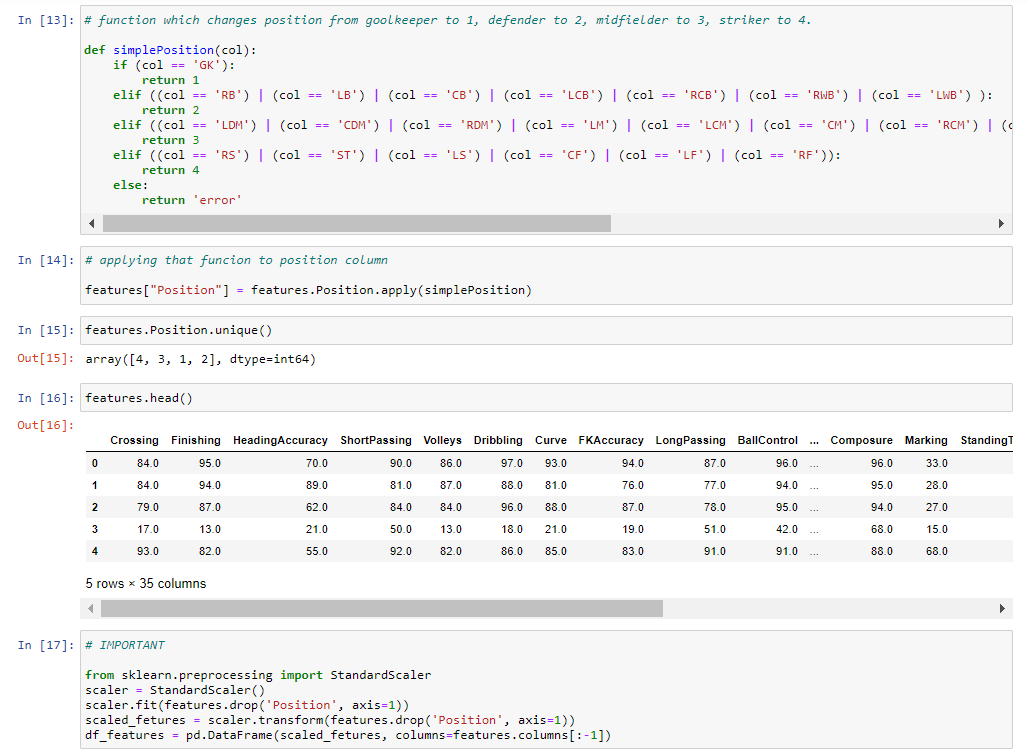 In [13]: # function which changes position from goolkeeper to 1, defender to 2, midfielder to 3, striker to 4.
def simplePosition(col):
if (col == 'GK'):
return 1
elif ((col == 'RB') | (col == 'LB') | (col == 'CB') | (col == 'LCB') | (col == 'RCB') | (col == 'RWB') | (col == 'LWB') ):
return 2
elif ((col == 'LDM') | (col == 'CDM') | (col == 'RDM') | (col == 'LM') | (col == 'LCM') | (col == 'CM') | (col == 'RCM') | (c
return 3
elif ((col == 'RS') | (col == 'ST') | (col == 'LS') | (col == 'CF') | (col == 'LF') | (col == 'RF')):
return 4
else:
return 'error'
In [14]: # applying that funcion to position column
features["Position"] = features.Position.apply(simplePosition)
In [15]: features.Position.unique()
Out[15]: array([4, 3, 1, 2], dtype=int64)
In [16]: features.head()
Out[16]:
Crossing Finishing HeadingAccuracy ShortPassing Volleys Dribbling Curve FKAccuracy LongPassing BallControl ... Composure Marking StandingT
0 84.0 95.0 70.0 90.0 86.0 97.0 93.0 94.0 87.0 96.0 ... 96.0 33.0
1 84.0 94.0 89.0 81.0 87.0 88.0 81.0 76.0 77.0 94.0 ... 95.0 28.0
2 79.0 87.0 62.0 84.0 84.0 96.0 88.0 87.0 78.0 95.0 ... 94.0 27.0
3 17.0 13.0 21.0 50.0 13.0 18.0 21.0 19.0 51.0 42.0 ... 68.0 15.0
4 93.0 82.0 55.0 92.0 82.0 86.0 85.0 83.0 91.0 91.0 ... 88.0 68.0
5 rows × 35 columns
In [17]: # IMPORTANT
from sklearn.preprocessing import StandardScaler
scaler = StandardScaler()
scaler.fit(features.drop('Position', axis=1))
scaled_fetures = scaler.transform(features.drop('Position', axis=1))
df_features = pd.DataFrame(scaled_fetures, columns=features.columns[:-1])